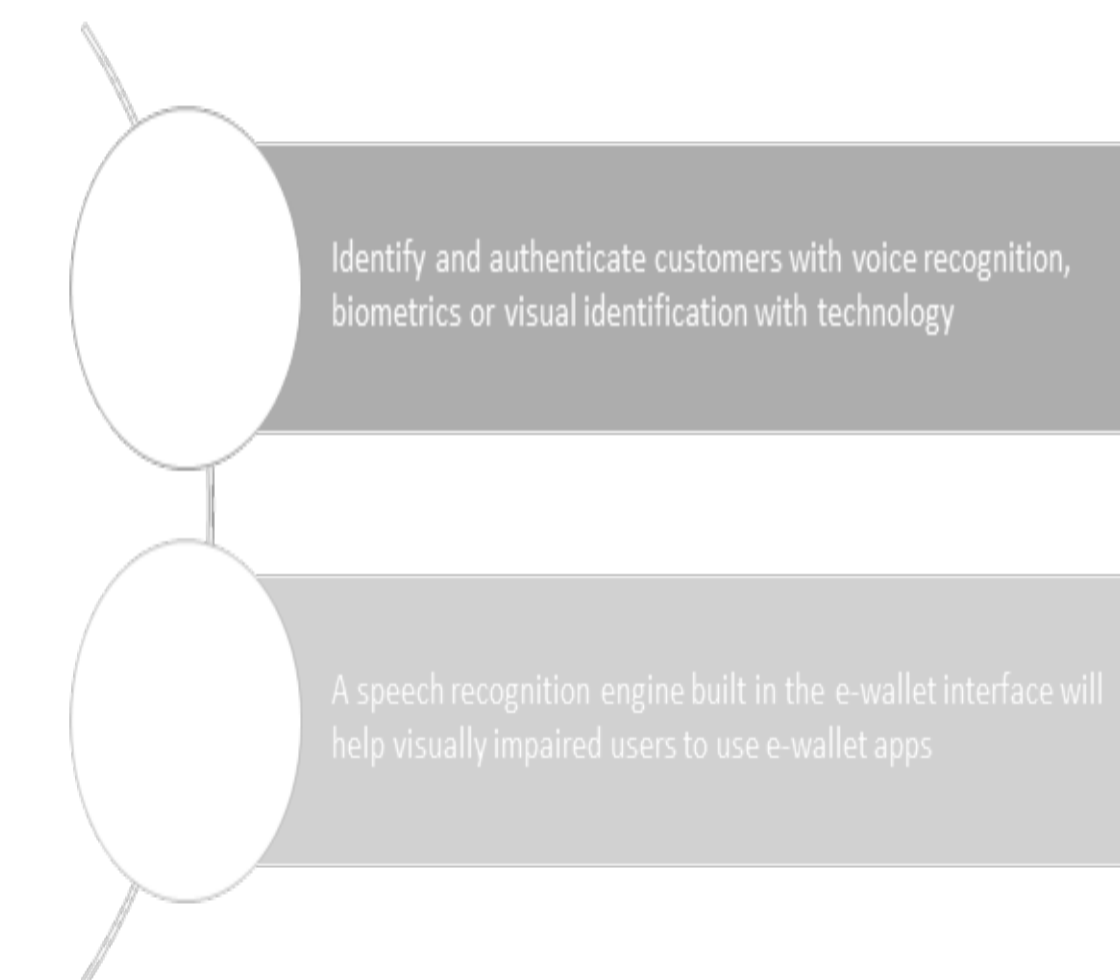 Identify and authenticate customers with voice recognition,
biometrics or visual identification with technology
A speech recognition engine built in the e-wallet interface will
help visually impaired users to use e-wallet apps